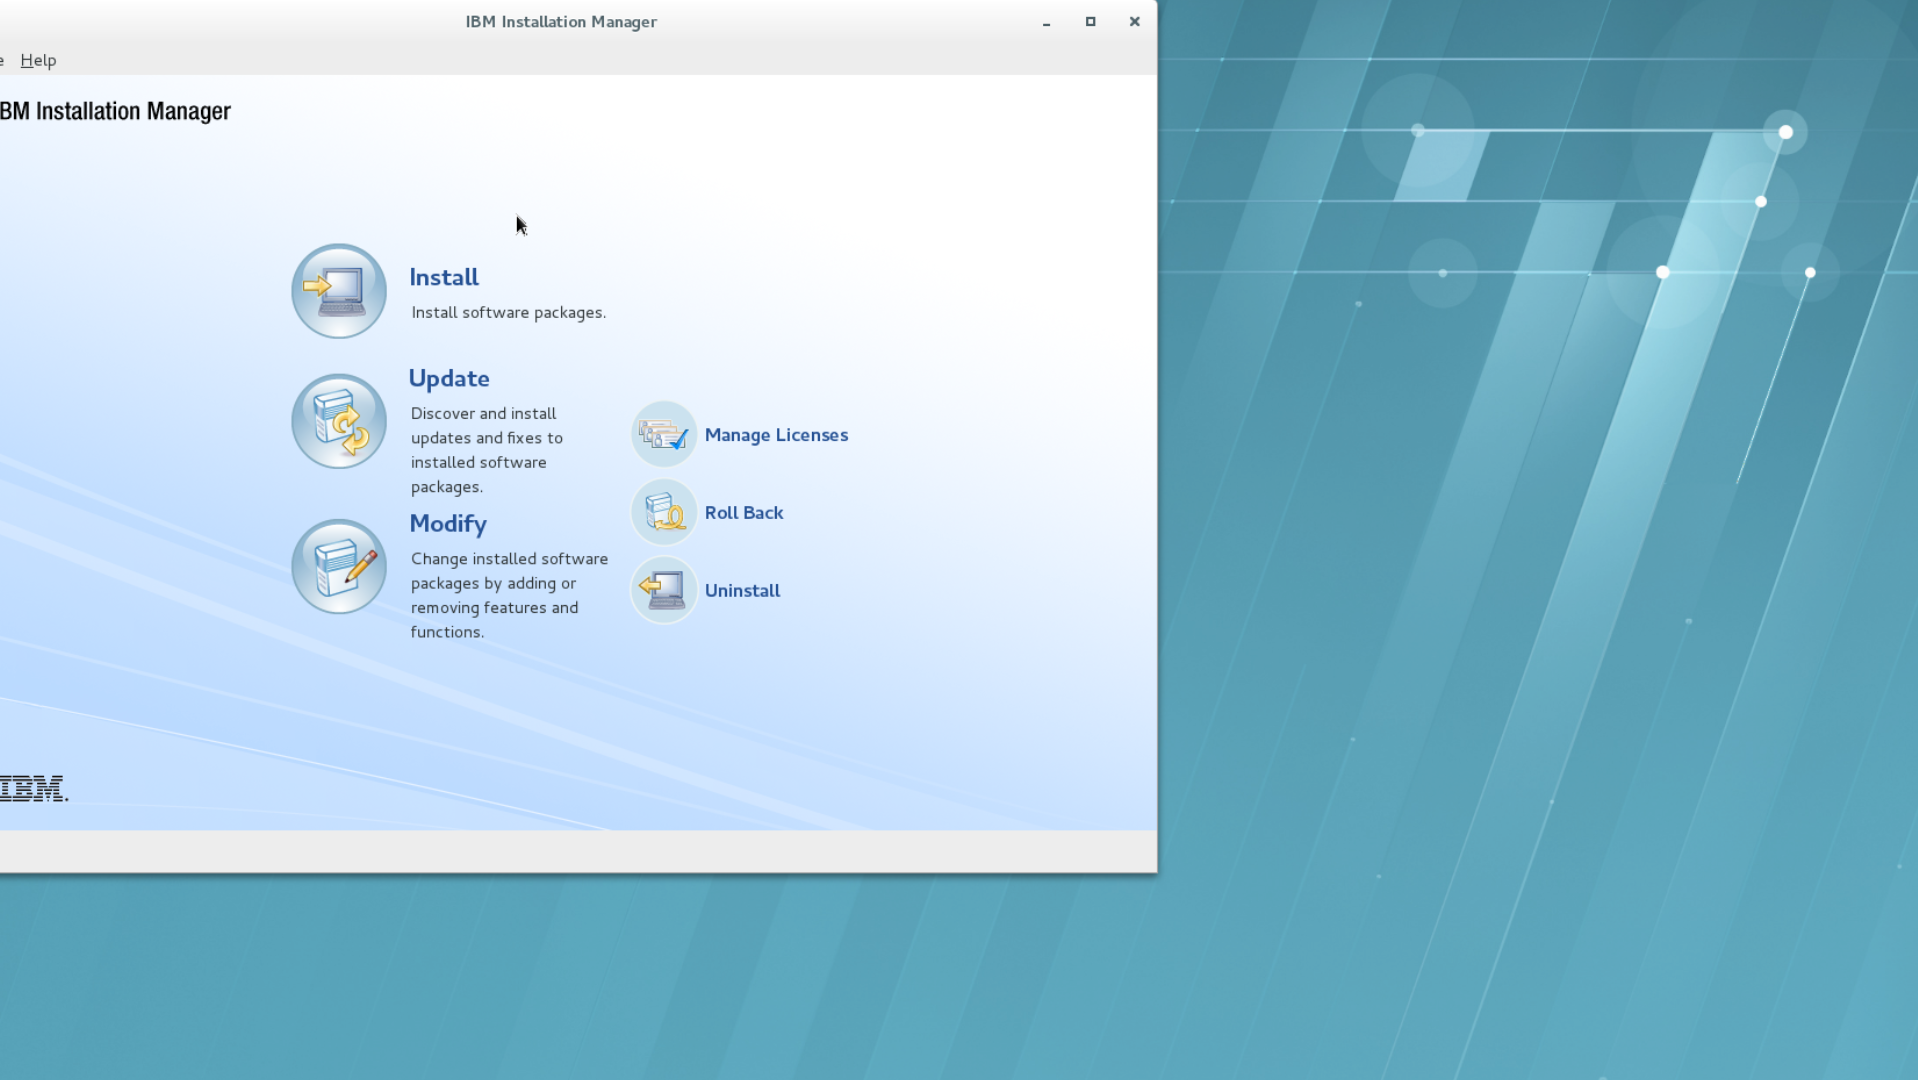 IBM Installation Manager
e Help
BM Installation Manager
Install
Install software packages.
Update
Discover and install
updates and fixes to
installed software
packages.
Modify
Change installed software
packages by adding or
removing features and
functions.
Manage Licenses
Roll Back
Uninstall
IBM.